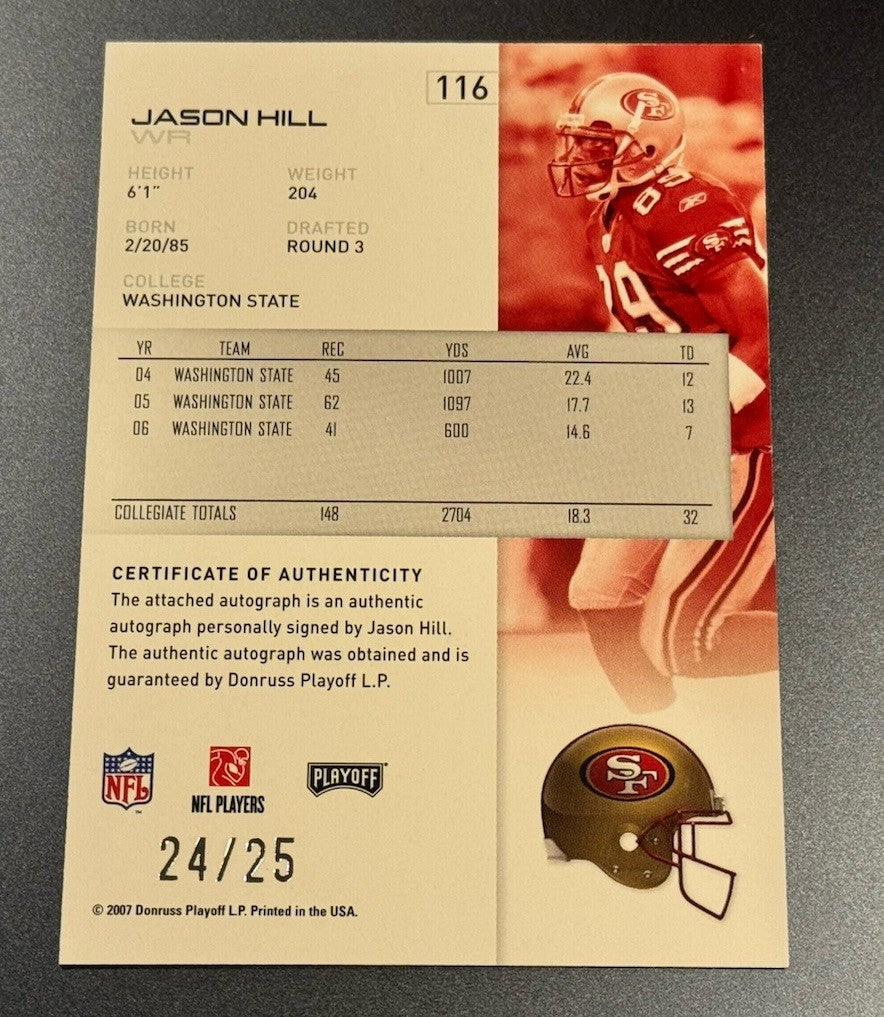 116
JASON HILL
WR
HEIGHT WEIGHT
6'1" 204
BORN DRAFTED
2/20/85 ROUND 3
COLLEGE
WASHINGTON STATE
YR TEAM REC YDS AVG TD
04 WASHINGTON STATE 45 1007 22.4 12
05 WASHINGTON STATE 62 1097 17.7 13
06 WASHINGTON STATE 41 600 14.6 7
COLLEGIATE TOTALS 148 2704 18.3 32
CERTIFICATE OF AUTHENTICITY
The attached autograph is an authentic
autograph personally signed by Jason Hill.
The authentic autograph was obtained and is
guaranteed by Donruss Playoff L.P.
NFL
NFL PLAYERS
PLAYOFF
24/25
© 2007 Donruss Playoff L.P. Printed in the USA.
SF
89
89
SF
SF